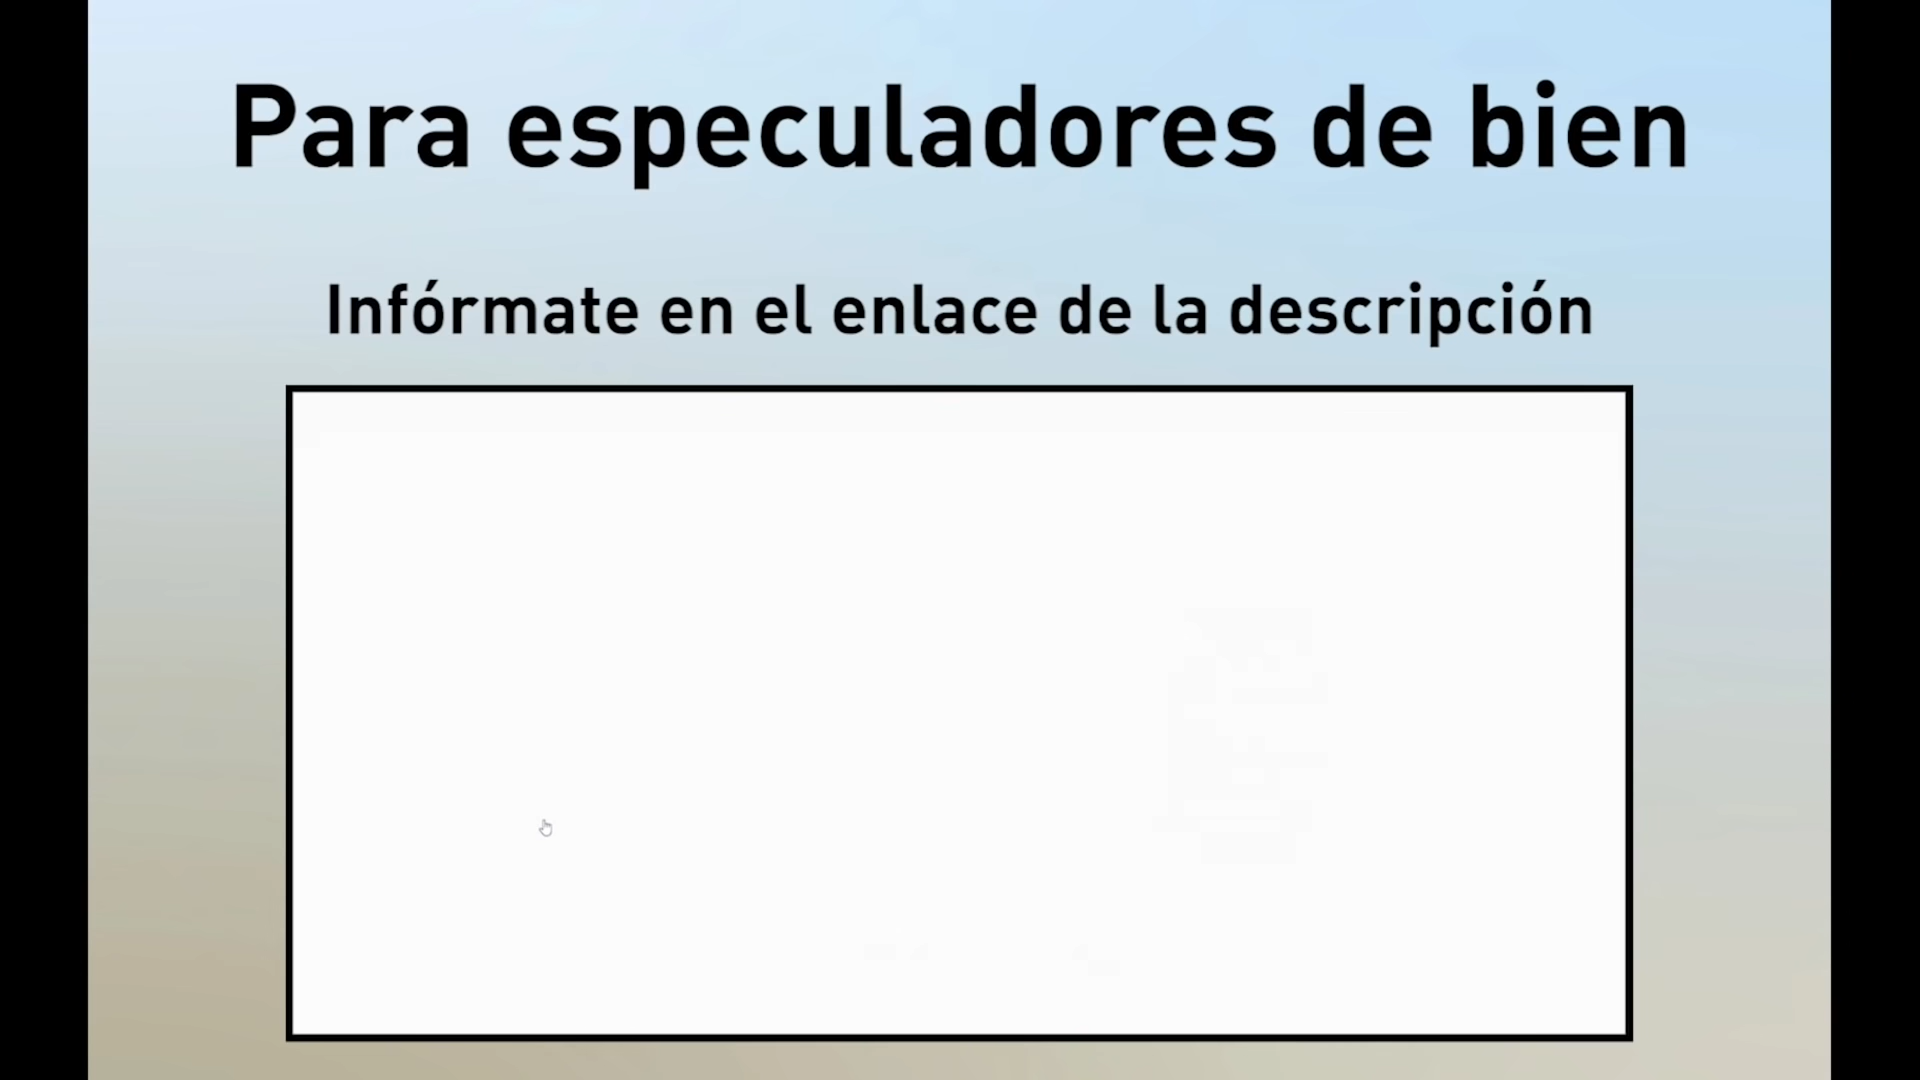 Para especuladores de bien
Infórmate en el enlace de la descripción